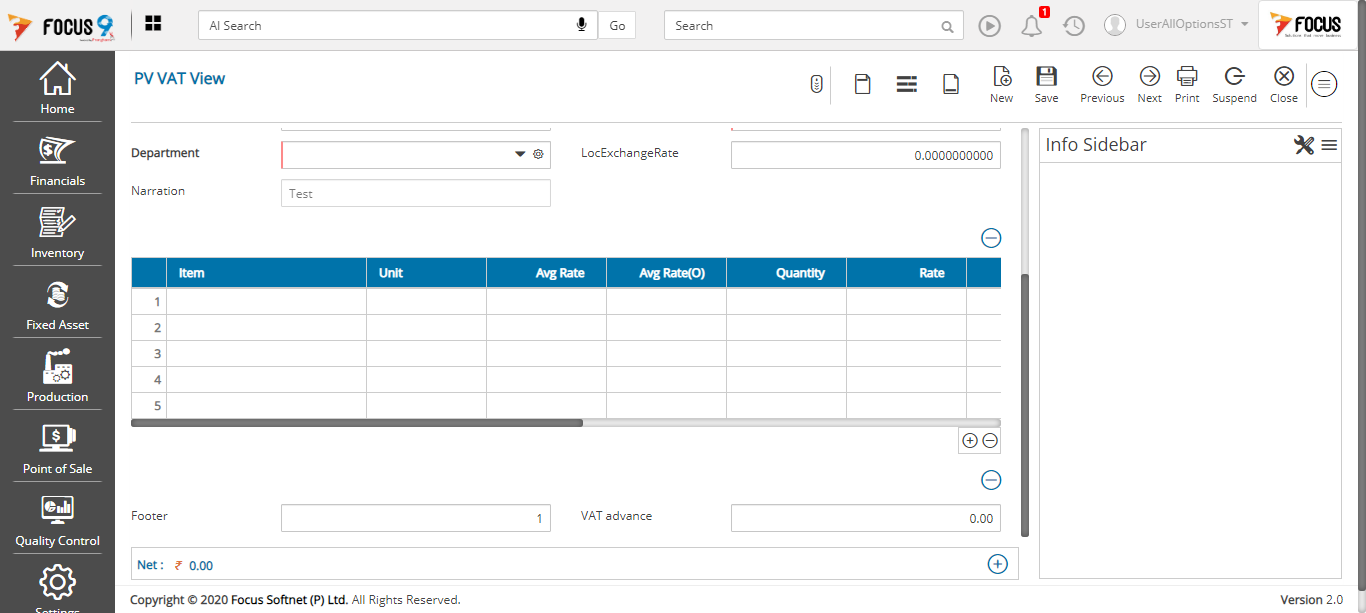 FOCUS 9
AI Search
Go
Search
1
UserAllOptionsST
FOCUS
Home
Financials
Inventory
Fixed Asset
Production
Point of Sale
Quality Control
Settings
PV VAT View
New
Save
Previous
Next
Print
Suspend
Close
Department
LocExchangeRate
0.0000000000
Narration
Test
Item Unit Avg Rate Avg Rate(O) Quantity Rate
1
2
3
4
5
Footer
1
VAT advance
0.00
Net : ₹ 0.00
Info Sidebar
Copyright © 2020 Focus Softnet (P) Ltd. All Rights Reserved.
Version 2.0